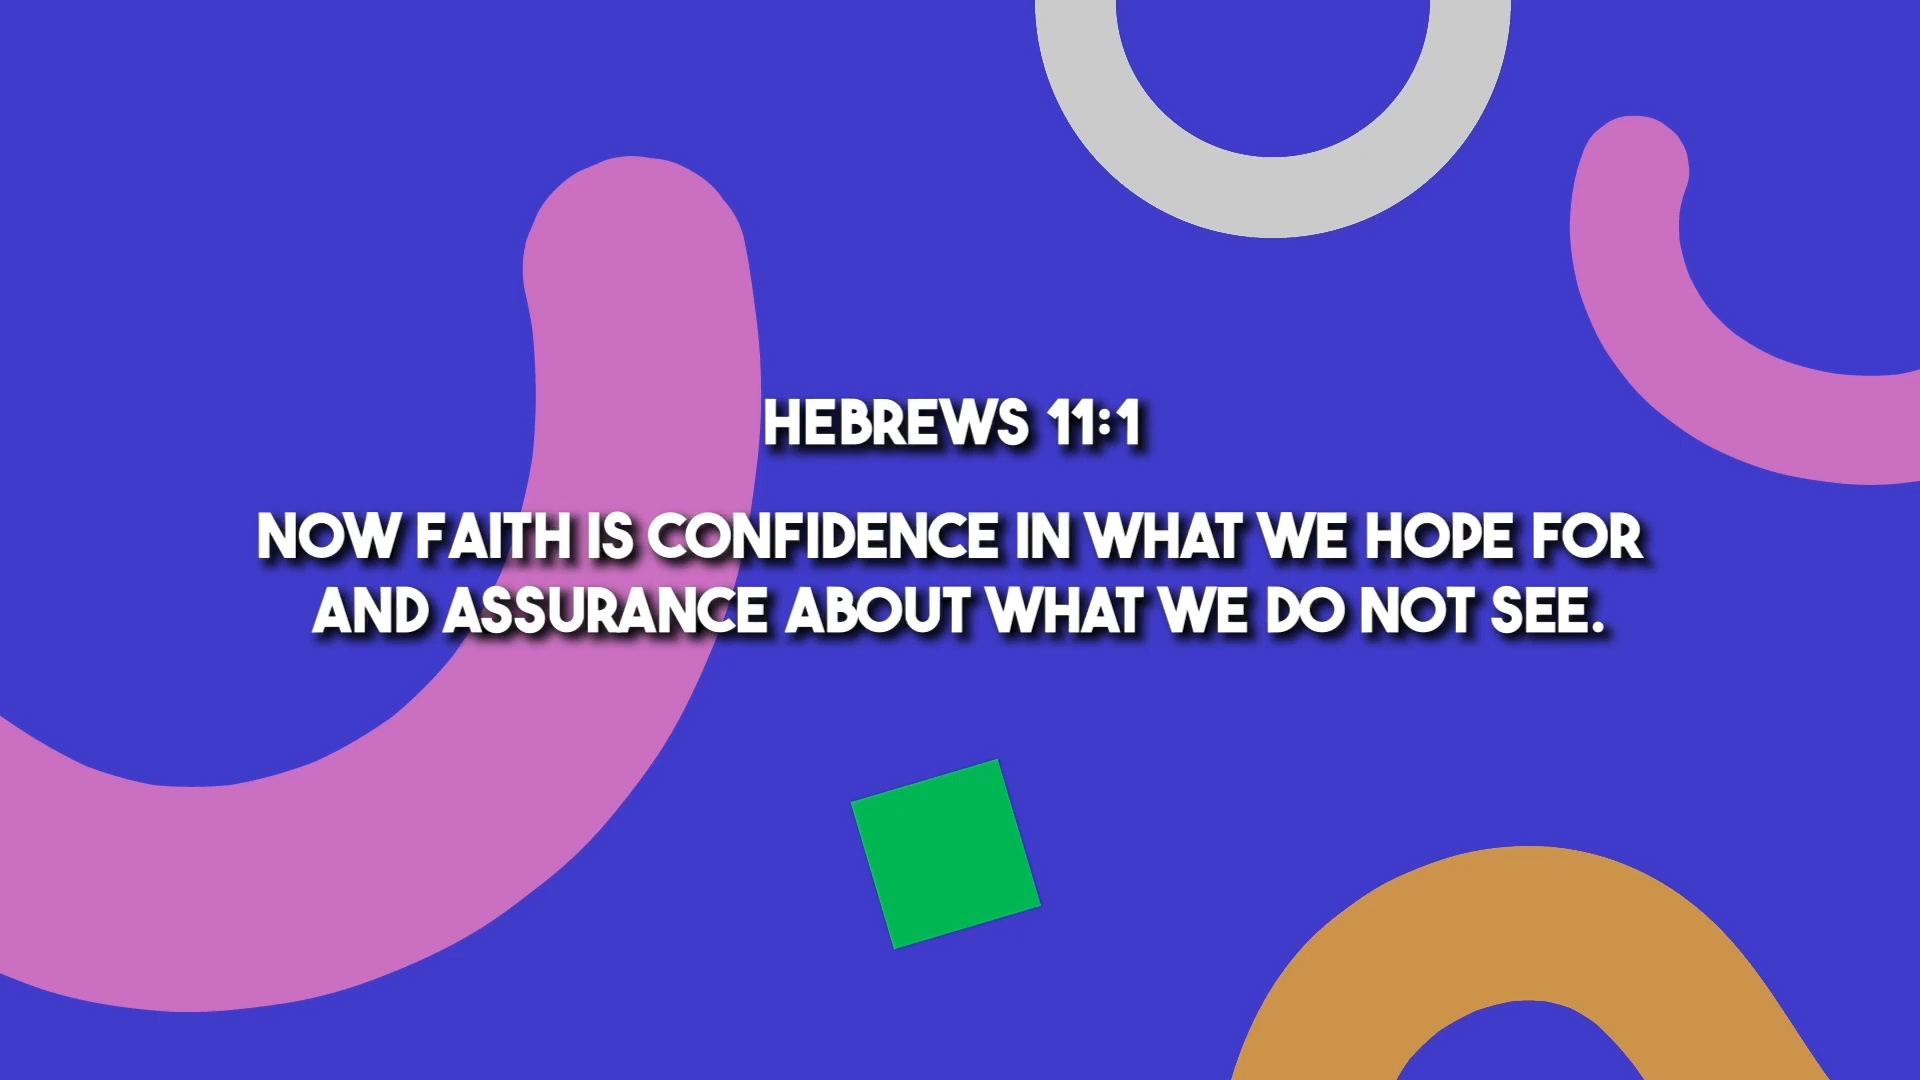 HEBREWS 11:1
NOW FAITH IS CONFIDENCE IN WHAT WE HOPE FOR
AND ASSURANCE ABOUT WHAT WE DO NOT SEE.